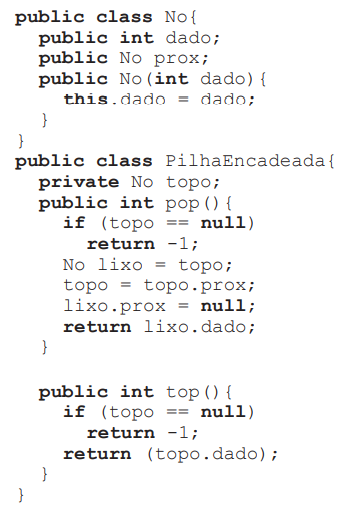 public class No{
public int dado;
public No prox;
public No(int dado){
this.dado = dado;
}
}
public class PilhaEncadeada{
private No topo;
public int pop(){
if (topo == null)
return -1;
No lixo = topo;
topo = topo.prox;
lixo.prox = null;
return lixo.dado;
}
public int top(){
if (topo == null)
return -1;
return (topo.dado);
}
}